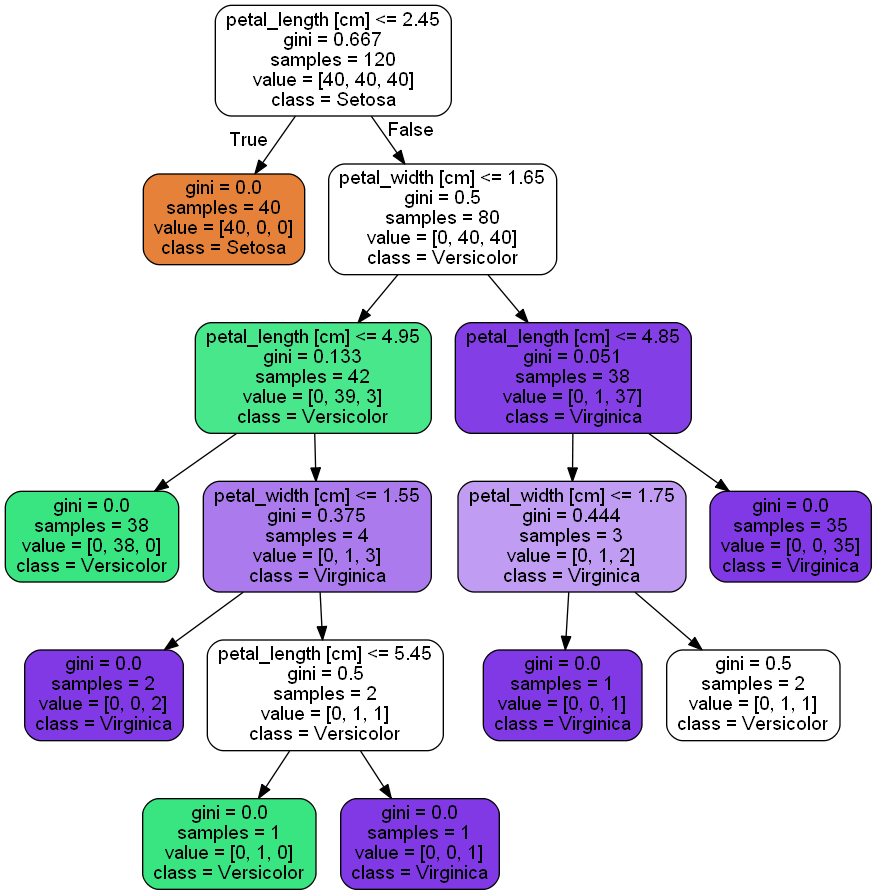 petal_length [cm] <= 2.45
gini = 0.667
samples = 120
value = [40, 40, 40]
class = Setosa
True
False
gini = 0.0
samples = 40
value = [40, 0, 0]
class = Setosa
petal_width [cm] <= 1.65
gini = 0.5
samples = 80
value = [0, 40, 40]
class = Versicolor
petal_length [cm] <= 4.95
gini = 0.133
samples = 42
value = [0, 39, 3]
class = Versicolor
petal_length [cm] <= 4.85
gini = 0.051
samples = 38
value = [0, 1, 37]
class = Virginica
gini = 0.0
samples = 38
value = [0, 38, 0]
class = Versicolor
petal_width [cm] <= 1.55
gini = 0.375
samples = 4
value = [0, 1, 3]
class = Virginica
petal_width [cm] <= 1.75
gini = 0.444
samples = 3
value = [0, 1, 2]
class = Virginica
gini = 0.0
samples = 35
value = [0, 0, 35]
class = Virginica
gini = 0.0
samples = 2
value = [0, 0, 2]
class = Virginica
petal_length [cm] <= 5.45
gini = 0.5
samples = 2
value = [0, 1, 1]
class = Versicolor
gini = 0.0
samples = 1
value = [0, 0, 1]
class = Virginica
gini = 0.5
samples = 2
value = [0, 1, 1]
class = Versicolor
gini = 0.0
samples = 1
value = [0, 1, 0]
class = Versicolor
gini = 0.0
samples = 1
value = [0, 0, 1]
class = Virginica